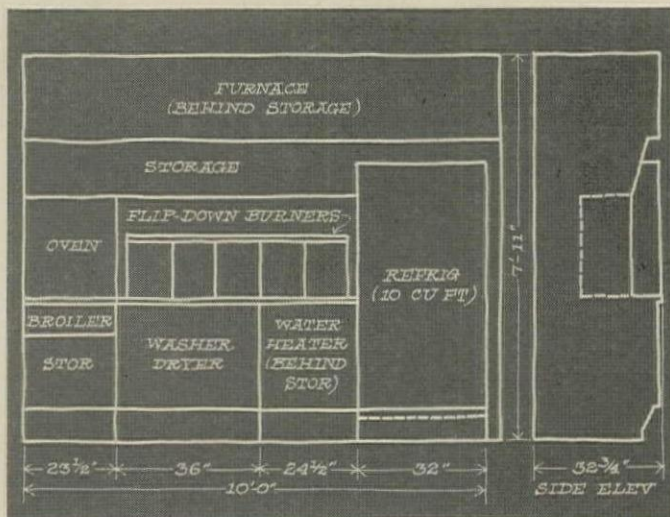 FURNACE
(BEHIND STORAGE)
STORAGE
FLIP-DOWN BURNERS
OVEN
REFRIG
(10 CU FT)
7'-11"
BROILER
STOR
WASHER
DRYER
WATER
HEATER
(BEHIND
STOR)
23½" 36" 24½" 32" 32¾"
10'0" SIDE ELEV